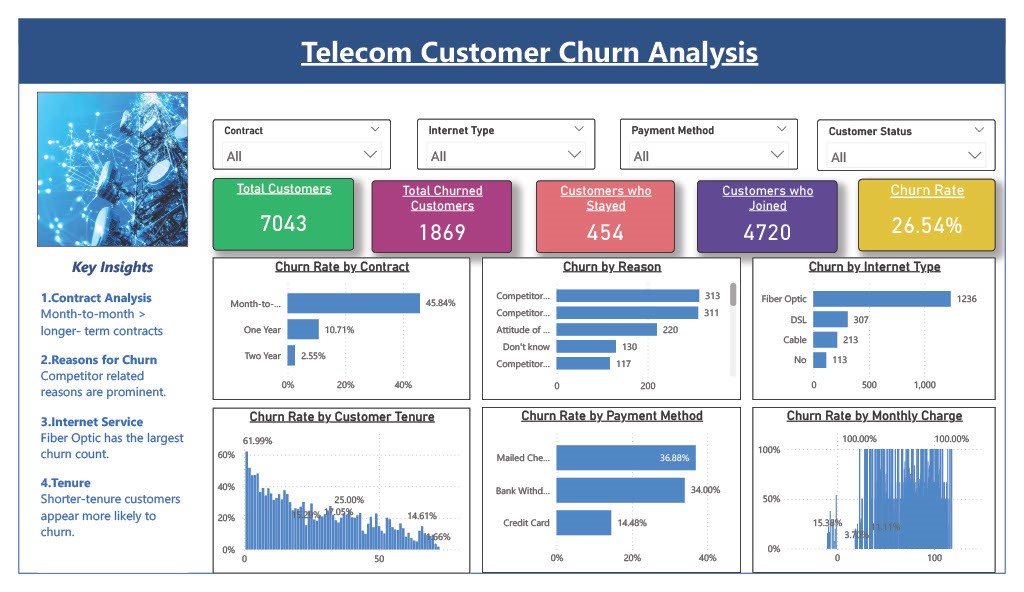 Telecom Customer Churn Analysis
Contract
All
Internet Type
All
Payment Method
All
Customer Status
All
Total Customers
7043
Total Churned
Customers
1869
Customers who
Stayed
454
Customers who
Joined
4720
Churn Rate
26.54%
Key Insights
1.Contract Analysis
Month-to-month >
longer- term contracts
2.Reasons for Churn
Competitor related
reasons are prominent.
3.Internet Service
Fiber Optic has the largest
churn count.
4.Tenure
Shorter-tenure customers
appear more likely to
churn.
Churn Rate by Contract
Month-to-... 45.84%
One Year 10.71%
Two Year 2.55%
0% 20% 40%
Churn by Reason
Competitor... 313
Competitor... 311
Attitude of ... 220
Don't know 130
Competitor... 117
0 200
Churn by Internet Type
Fiber Optic 1236
DSL 307
Cable 213
No 113
0 500 1,000
Churn Rate by Customer Tenure
61.99%
60%
40%
25.00%
20%
14.61%
0%
0 50
Churn Rate by Payment Method
Mailed Che... 36.88%
Bank Withd... 34.00%
Credit Card 14.48%
0% 20% 40%
Churn Rate by Monthly Charge
100.00% 100.00%
100%
50%
15.38%
11.11%
0%
0 100